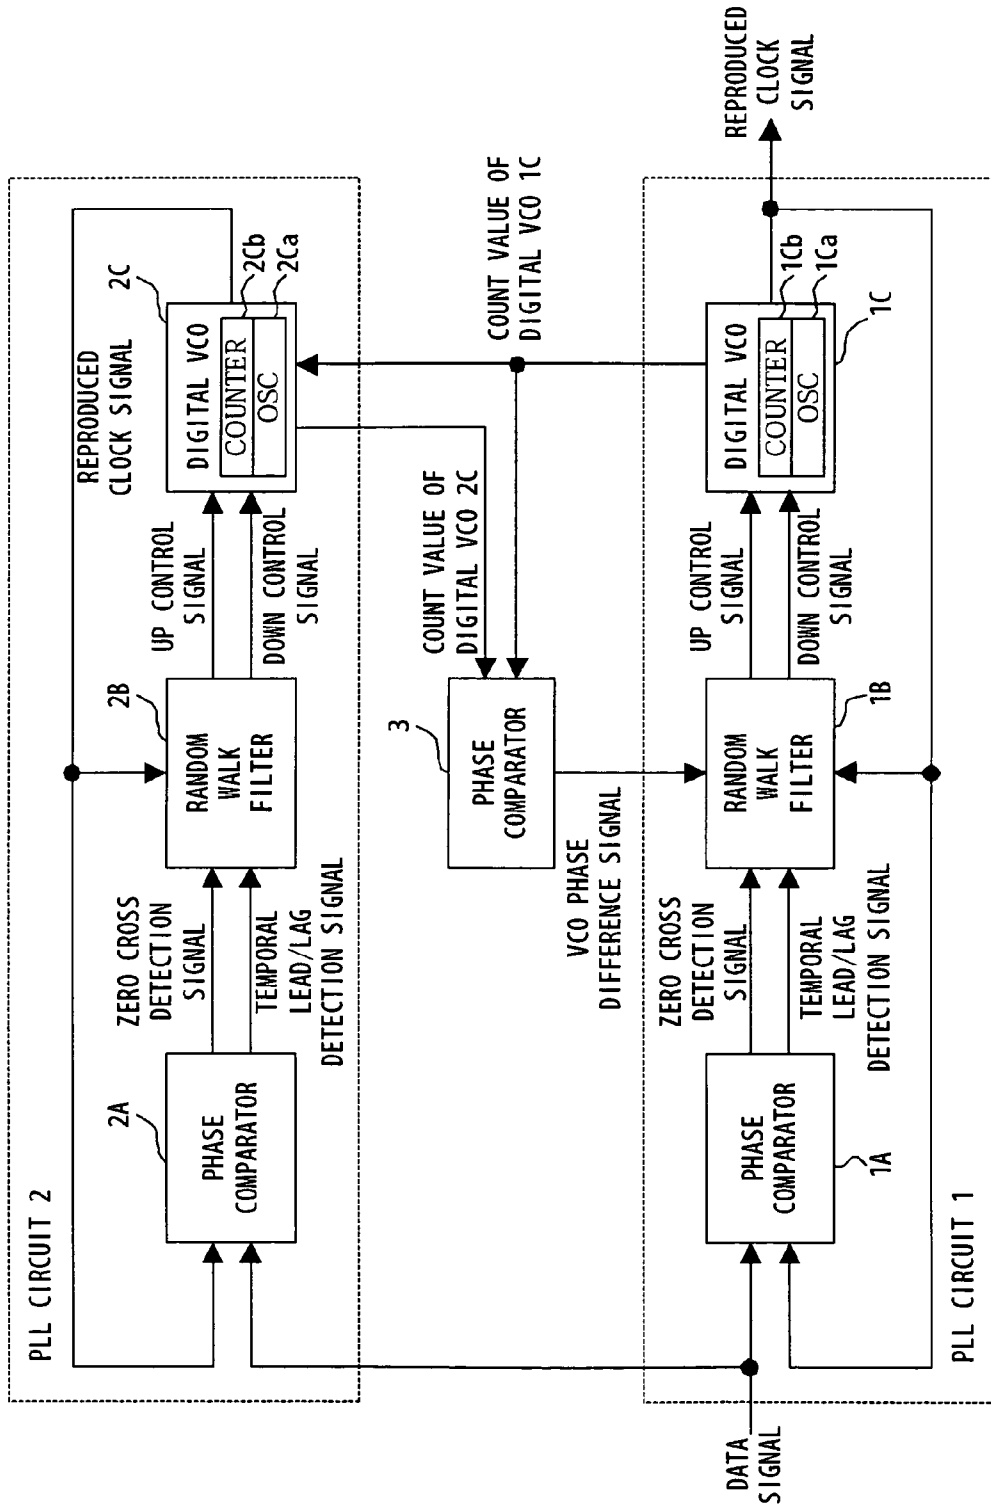 PLL CIRCUIT 2
2A
PHASE
COMPARATOR
ZERO CROSS
DETECTION
SIGNAL
TEMPORAL
LEAD/LAG
DETECTION SIGNAL
2B
RANDOM
WALK
FILTER
UP CONTROL
SIGNAL
DOWN CONTROL
SIGNAL
REPRODUCED
CLOCK SIGNAL
2C
DIGITAL VCO
COUNTER
OSC
2Cb
2Ca
3
PHASE
COMPARATOR
COUNT VALUE OF
DIGITAL VCO 2C
COUNT VALUE OF
DIGITAL VCO 1C
VCO PHASE
DIFFERENCE SIGNAL
DATA
SIGNAL
PLL CIRCUIT 1
PHASE
COMPARATOR
1A
ZERO CROSS
DETECTION
SIGNAL
TEMPORAL
LEAD/LAG
DETECTION SIGNAL
RANDOM
WALK
FILTER
1B
UP CONTROL
SIGNAL
DOWN CONTROL
SIGNAL
DIGITAL VCO
COUNTER
OSC
1Cb
1Ca
1C
REPRODUCED
CLOCK
SIGNAL